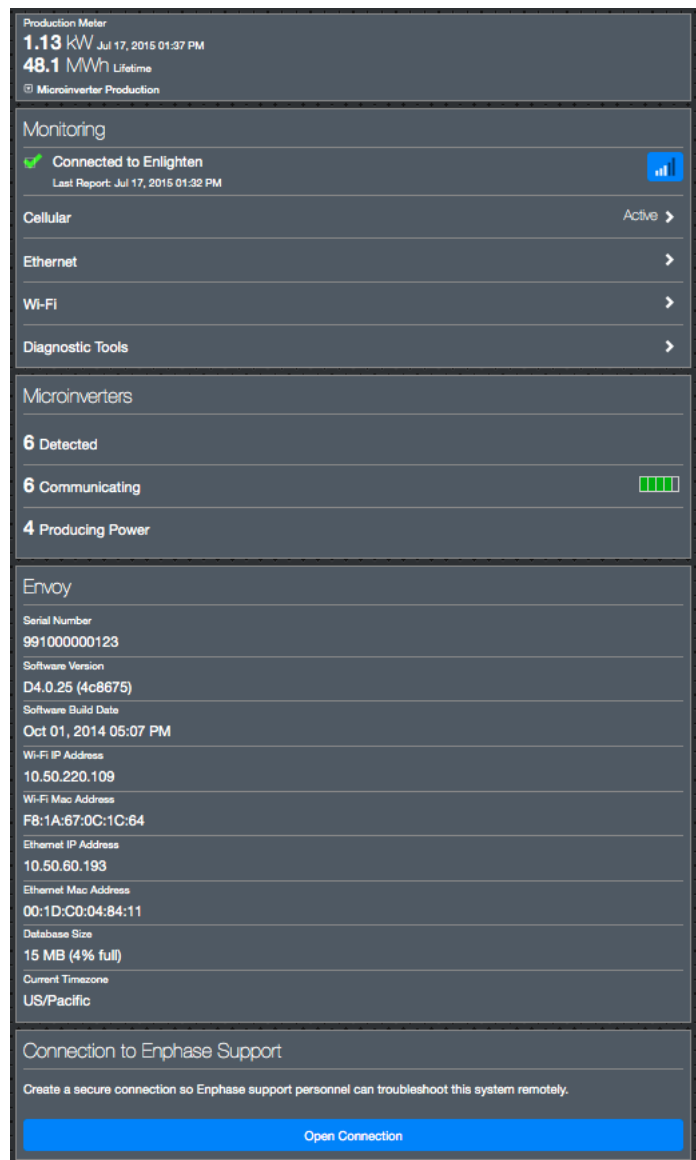 Production Meter
1.13 kW Jul 17, 2015 01:37 PM
48.1 MWh Lifetime
Microinverter Production
Monitoring
Connected to Enlighten
Last Report: Jul 17, 2015 01:32 PM
Cellular Active
Ethernet
Wi-Fi
Diagnostic Tools
Microinverters
6 Detected
6 Communicating
4 Producing Power
Envoy
Serial Number
991000000123
Software Version
D4.0.25 (4c8675)
Software Build Date
Oct 01, 2014 05:07 PM
Wi-Fi IP Address
10.50.220.109
Wi-Fi Mac Address
F8:1A:67:0C:1C:64
Ethernet IP Address
10.50.60.193
Ethernet Mac Address
00:1D:C0:04:84:11
Database Size
15 MB (4% full)
Current Timezone
US/Pacific
Connection to Enphase Support
Create a secure connection so Enphase support personnel can troubleshoot this system remotely.
Open Connection